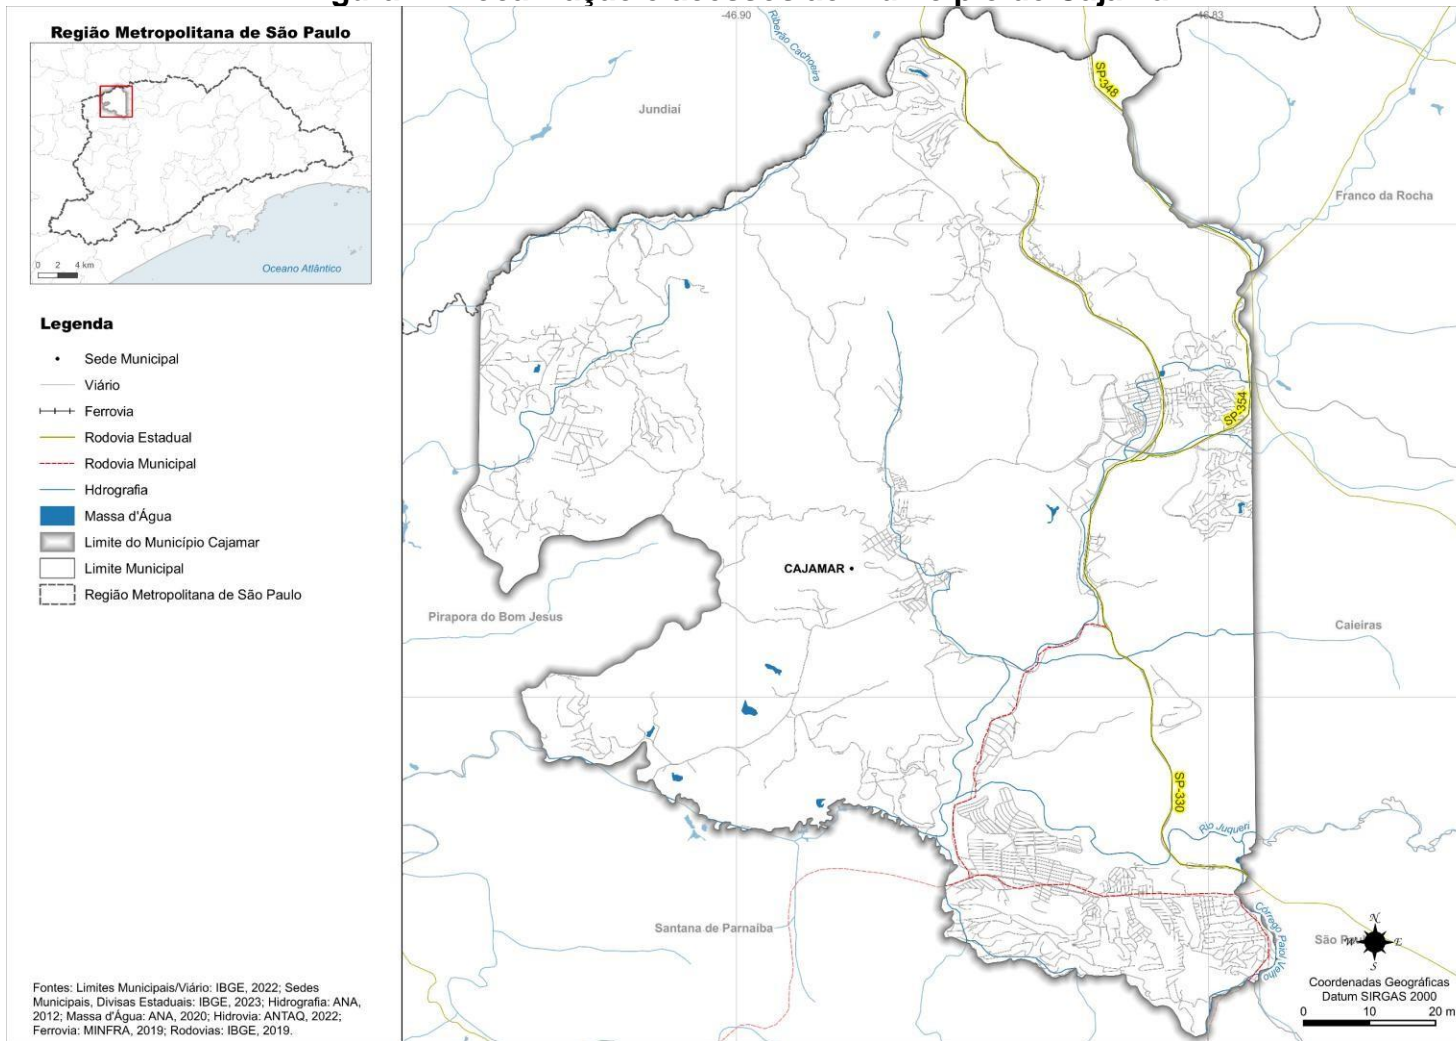 Região Metropolitana de São Paulo
0 2 4 km
Oceano Atlântico
Legenda
Sede Municipal
Viário
Ferrovia
Rodovia Estadual
Rodovia Municipal
Hdrografia
Massa d'Água
Limite do Município Cajamar
Limite Municipal
Região Metropolitana de São Paulo
Fontes: Limites Municipais/Viário: IBGE, 2022; Sedes
Municipais, Divisas Estaduais: IBGE, 2023; Hidrografia: ANA,
2012; Massa d'Água: ANA, 2020; Hidrovia: ANTAQ, 2022;
Ferrovia: MINFRA, 2019; Rodovias: IBGE, 2019.
-46.90
Ribeirão Cachoeira
SP-348
Jundiaí
Franco da Rocha
SP-354
CAJAMAR
Pirapora do Bom Jesus
Caieiras
SP-330
Rio Juqueri
Santana de Parnaíba
Córrego Paiol Velho
São
N
W
E
S
Coordenadas Geográficas
Datum SIRGAS 2000
0 10 20 m